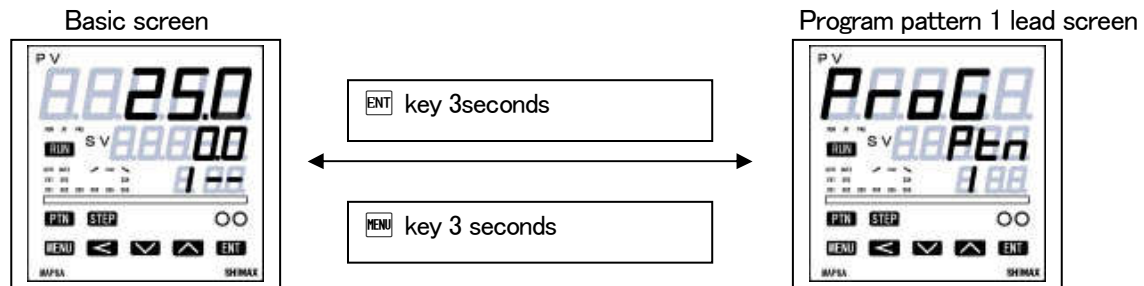 Basic screen
Program pattern 1 lead screen
PV
25.0
RUN
SV
0.0
1--
PTN STEP
MENU < ∨ ∧ ENT
SHIMAX
ENT key 3seconds
MENU key 3 seconds
PV
ProG
RUN
SV
Ptn
1
PTN STEP
MENU < ∨ ∧ ENT
SHIMAX